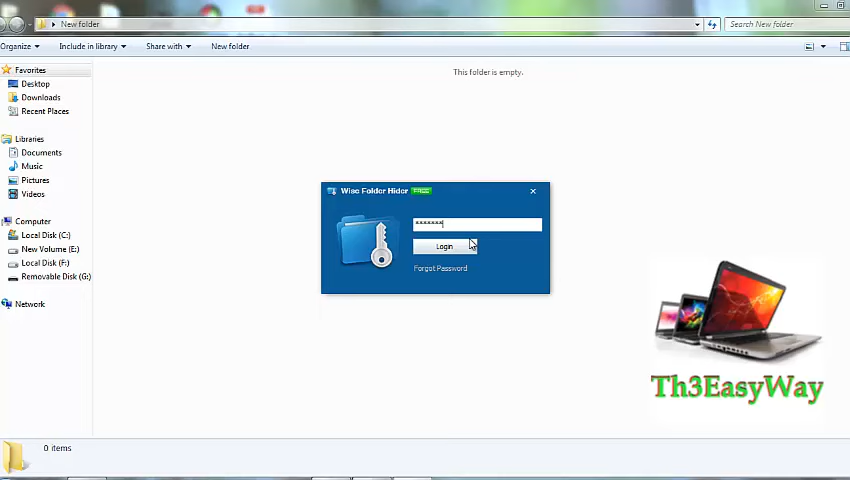 New folder
Search New folder
Organize
Include in library
Share with
New folder
Favorites
This folder is empty.
Desktop
Downloads
Recent Places
Libraries
Documents
Music
Pictures
Videos
Wise Folder Hider FREE
*******
Login
Forgot Password
Computer
Local Disk (C:)
New Volume (E:)
Local Disk (F:)
Removable Disk (G:)
Network
Th3EasyWay
0 items